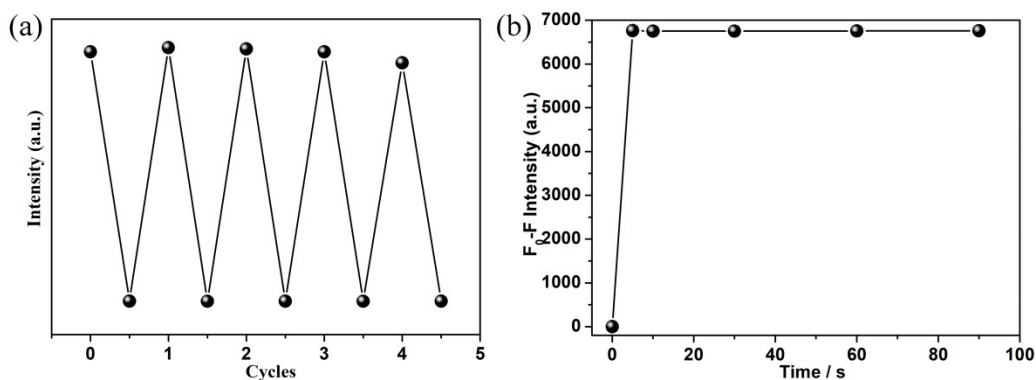 (a)
Intensity (a.u.)
0 1 2 3 4 5
Cycles
(b)
F0-F Intensity (a.u.)
7000
6000
5000
4000
3000
2000
1000
0
0 20 40 60 80 100
Time / s